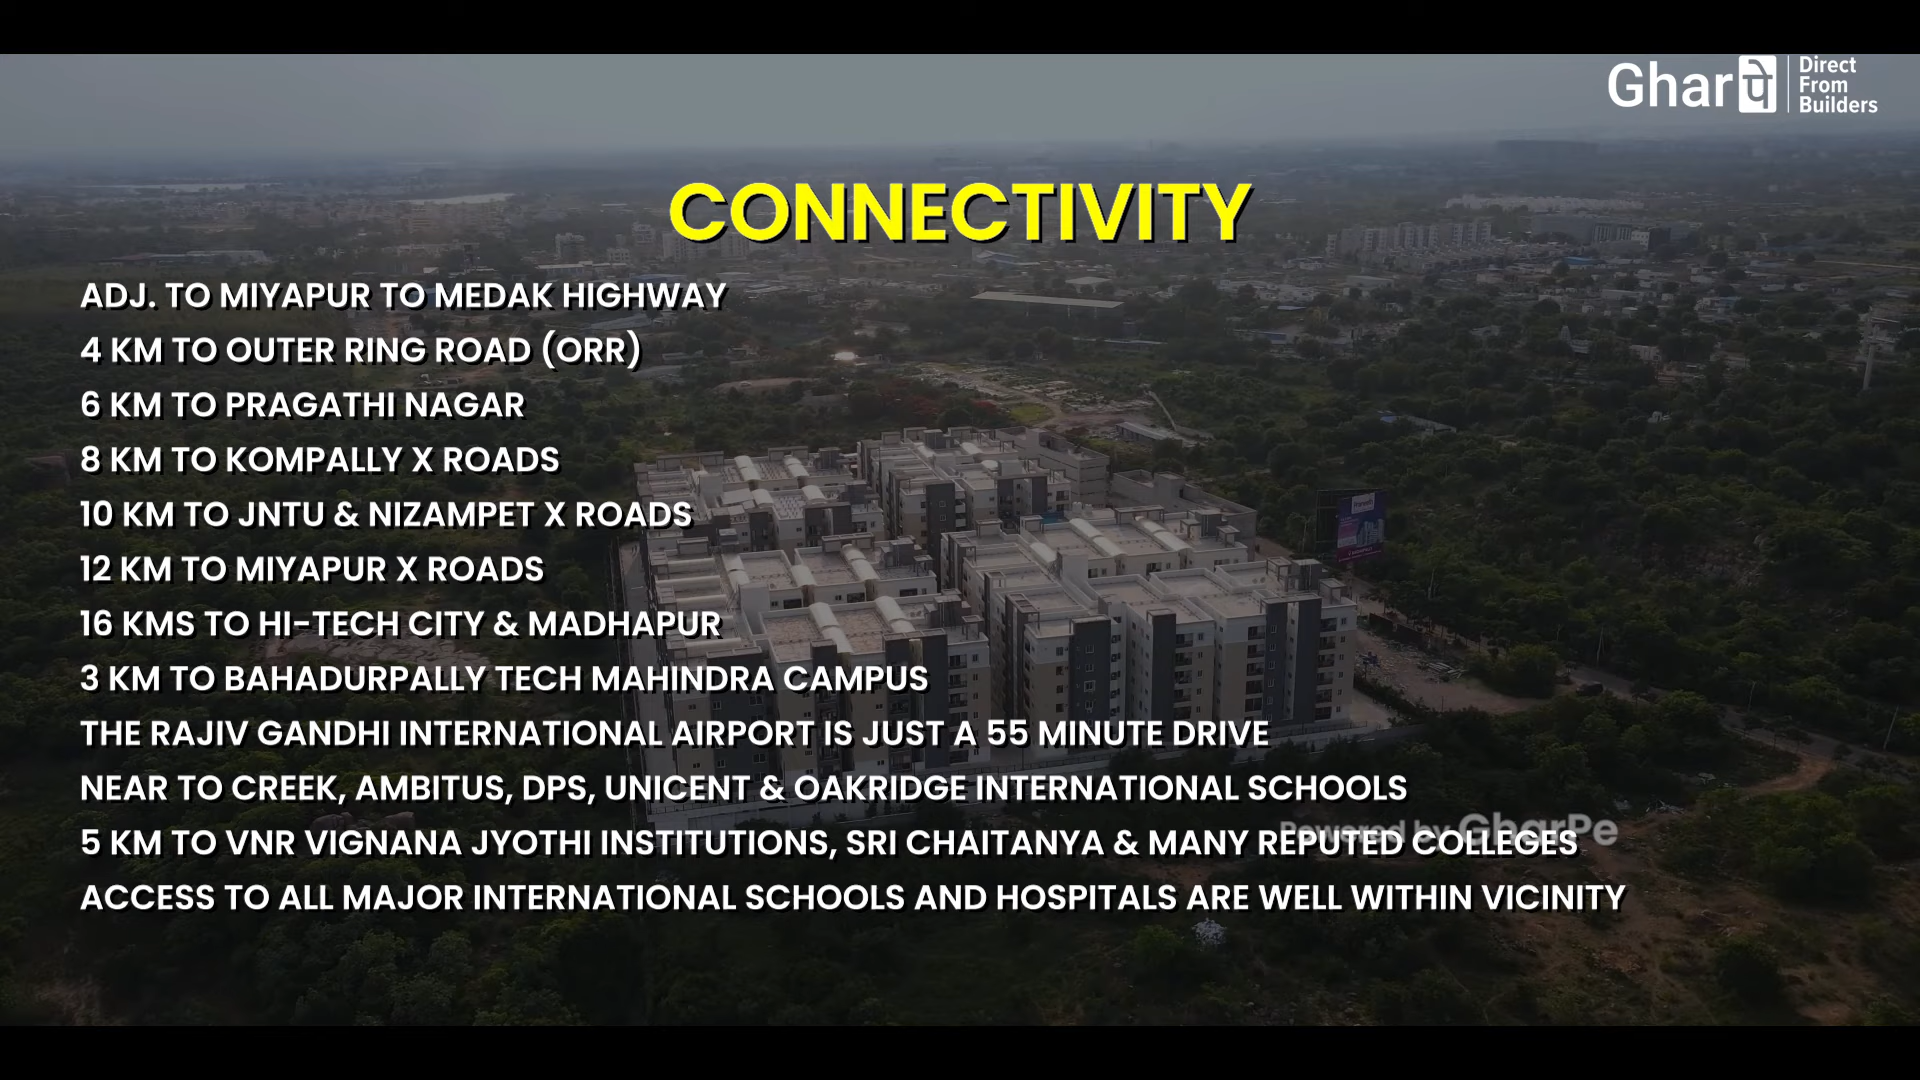 Gharपे
Direct
From
Builders
CONNECTIVITY
ADJ. TO MIYAPUR TO MEDAK HIGHWAY
4 KM TO OUTER RING ROAD (ORR)
6 KM TO PRAGATHI NAGAR
8 KM TO KOMPALLY X ROADS
10 KM TO JNTU & NIZAMPET X ROADS
12 KM TO MIYAPUR X ROADS
16 KMS TO HI-TECH CITY & MADHAPUR
3 KM TO BAHADURPALLY TECH MAHINDRA CAMPUS
THE RAJIV GANDHI INTERNATIONAL AIRPORT IS JUST A 55 MINUTE DRIVE
NEAR TO CREEK, AMBITUS, DPS, UNICENT & OAKRIDGE INTERNATIONAL SCHOOLS
Powered by GharPe
5 KM TO VNR VIGNANA JYOTHI INSTITUTIONS, SRI CHAITANYA & MANY REPUTED COLLEGES
ACCESS TO ALL MAJOR INTERNATIONAL SCHOOLS AND HOSPITALS ARE WELL WITHIN VICINITY